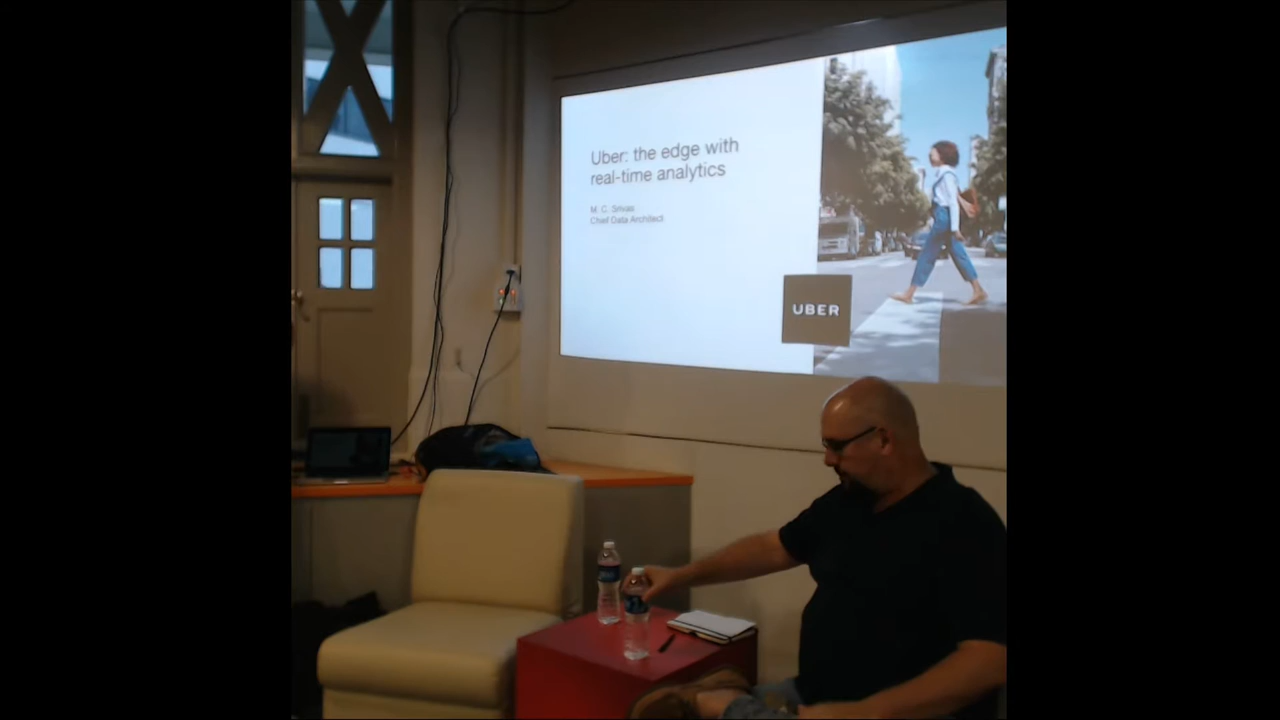 Uber: the edge with
real-time analytics
M. C. Srivas
Chief Data Architect
UBER